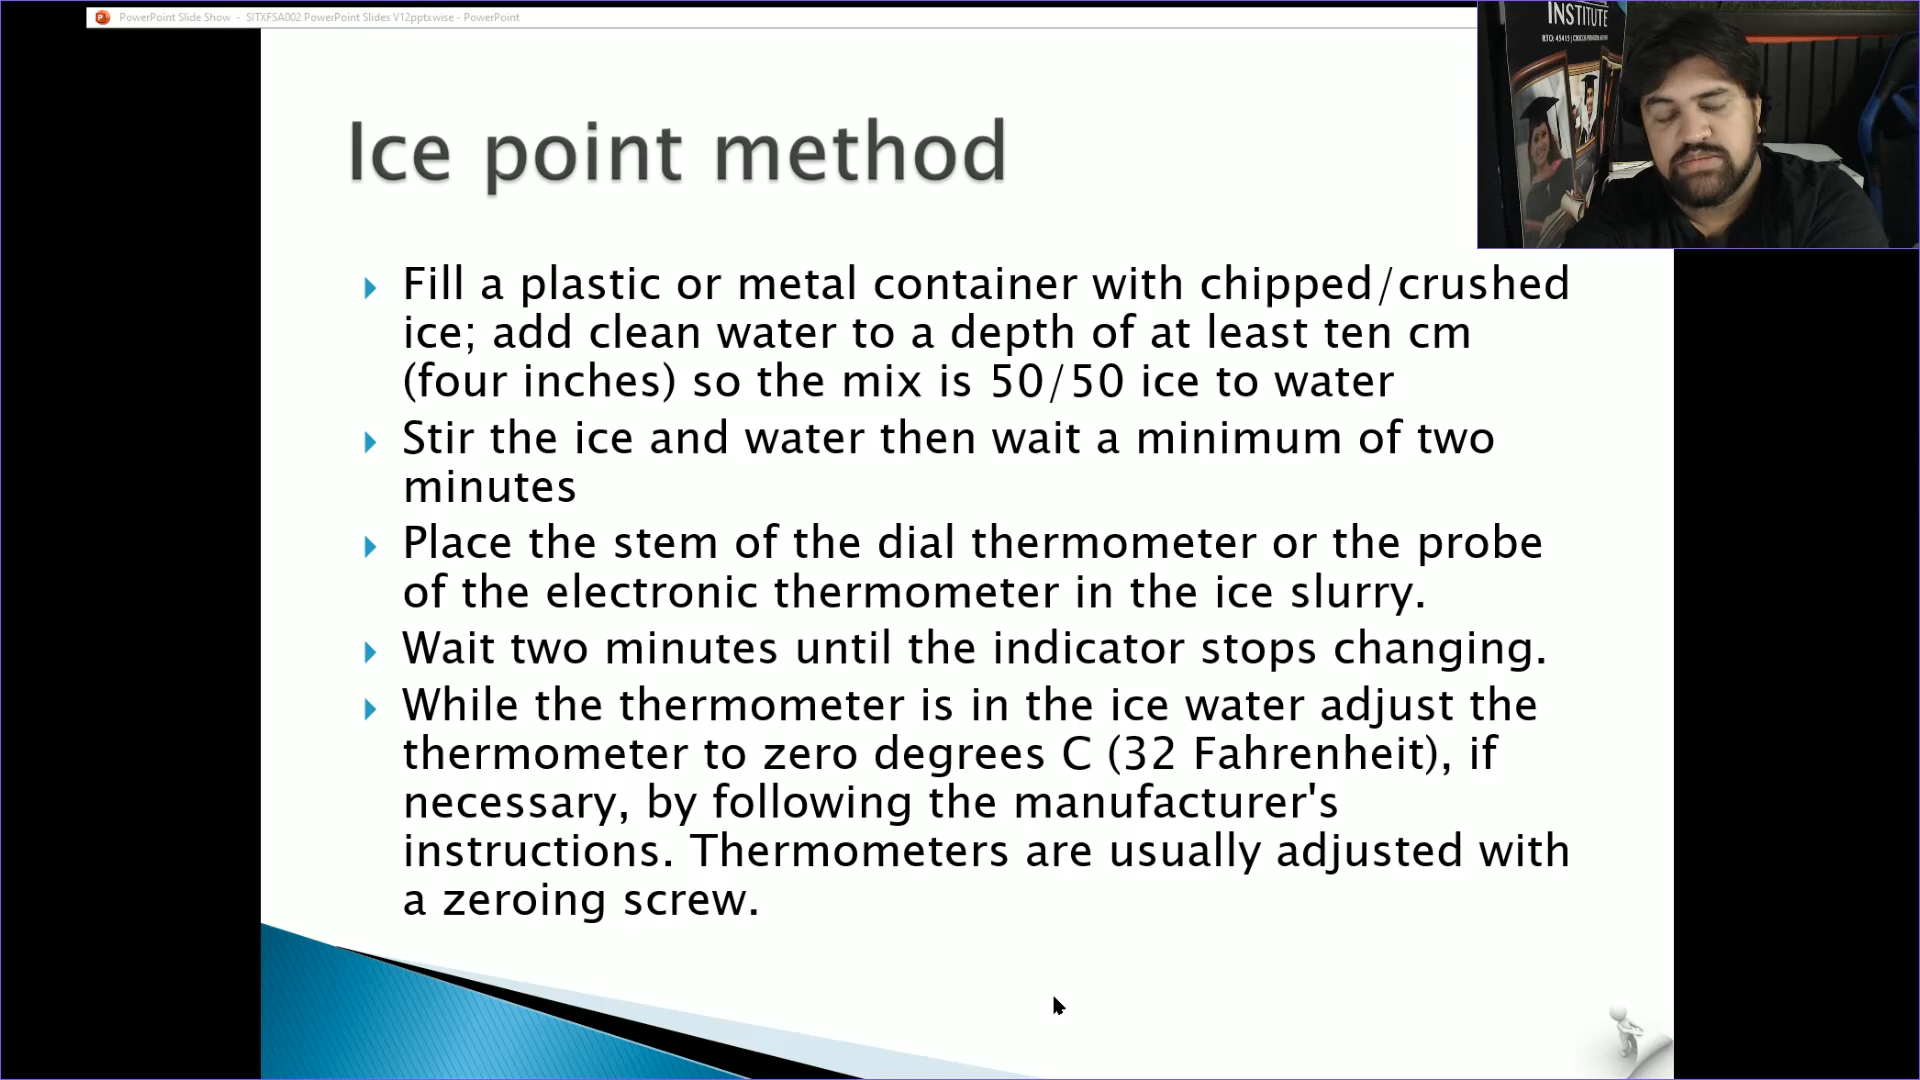 PowerPoint Slide Show - SITXFSA002 PowerPoint Slides V12pptxwise - PowerPoint
INSTITUTE
Ice point method
Fill a plastic or metal container with chipped/crushed
ice; add clean water to a depth of at least ten cm
(four inches) so the mix is 50/50 ice to water
Stir the ice and water then wait a minimum of two
minutes
Place the stem of the dial thermometer or the probe
of the electronic thermometer in the ice slurry.
Wait two minutes until the indicator stops changing.
While the thermometer is in the ice water adjust the
thermometer to zero degrees C (32 Fahrenheit), if
necessary, by following the manufacturer's
instructions. Thermometers are usually adjusted with
a zeroing screw.